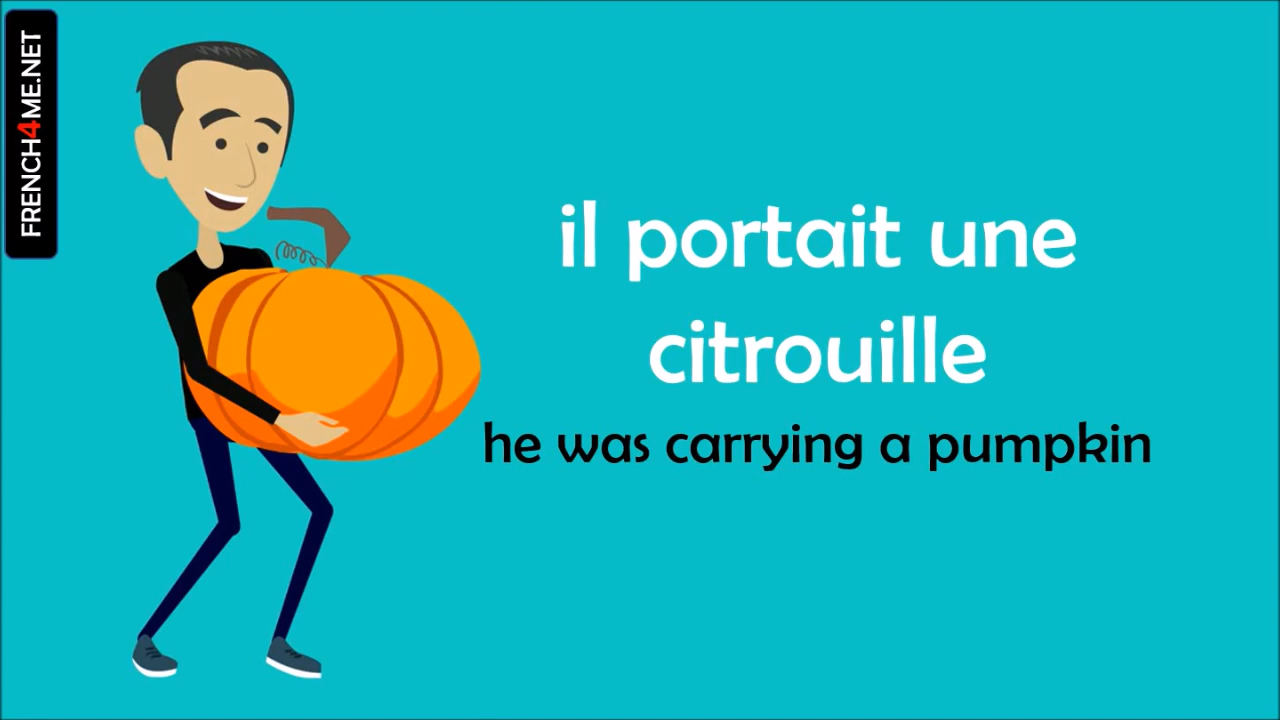 FRENCH4ME.NET
il portait une
citrouille
he was carrying a pumpkin